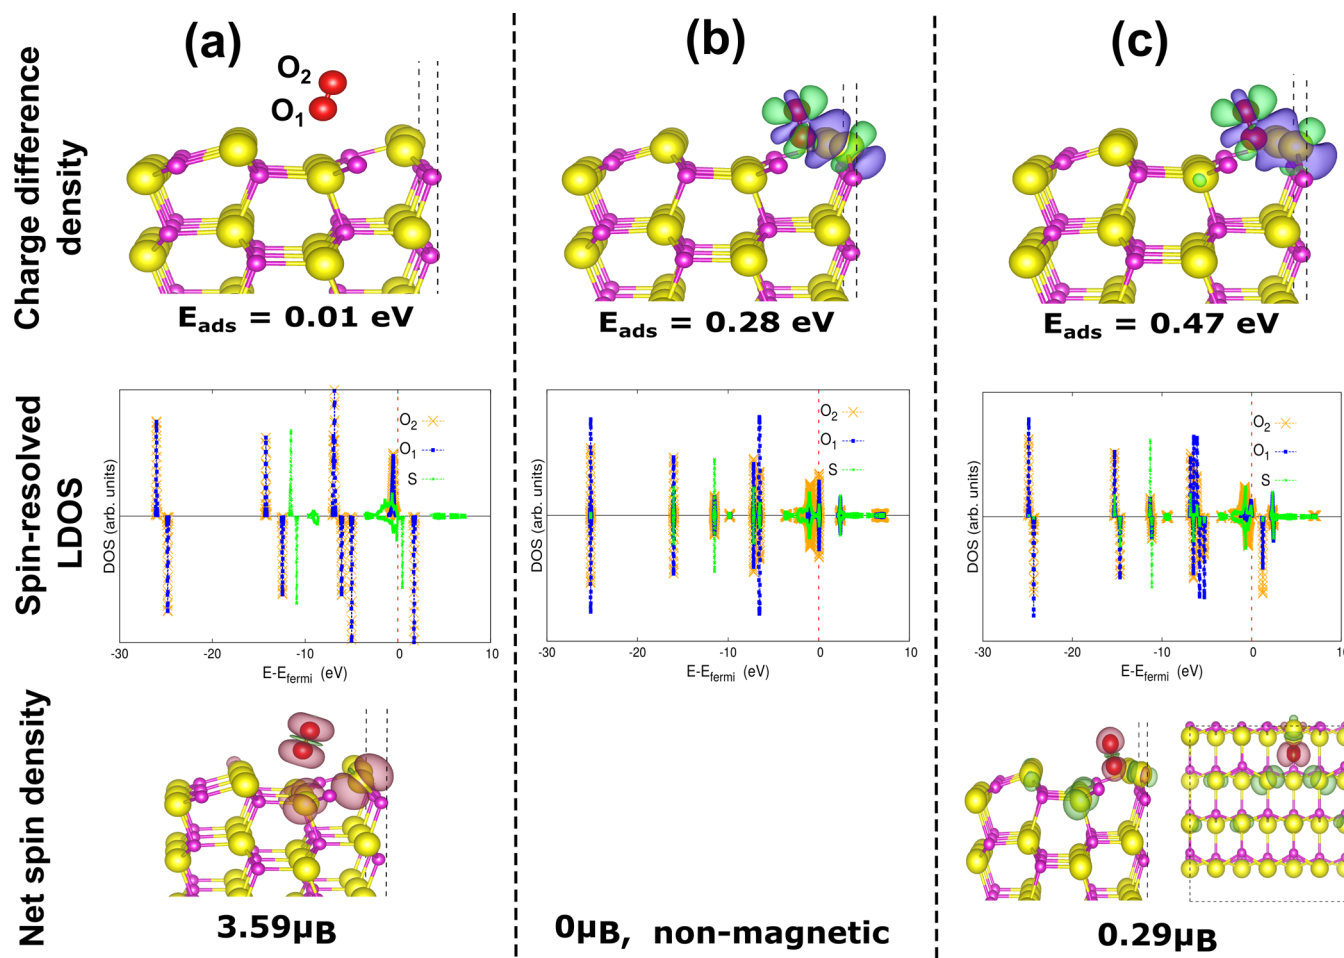 (a)
(b)
(c)
Charge difference
density
O₂
O₁
Eads = 0.01 eV
Eads = 0.28 eV
Eads = 0.47 eV
Spin-resolved
LDOS
DOS (arb. units)
O₂
O₁
S
-30
-20
-10
0
10
E-Efermi (eV)
DOS (arb. units)
O₂
O₁
S
-30
-20
-10
0
10
E-Efermi (eV)
DOS (arb. units)
O₂
O₁
S
-30
-20
-10
0
10
E-Efermi (eV)
Net spin density
3.59μB
0μB, non-magnetic
0.29μB